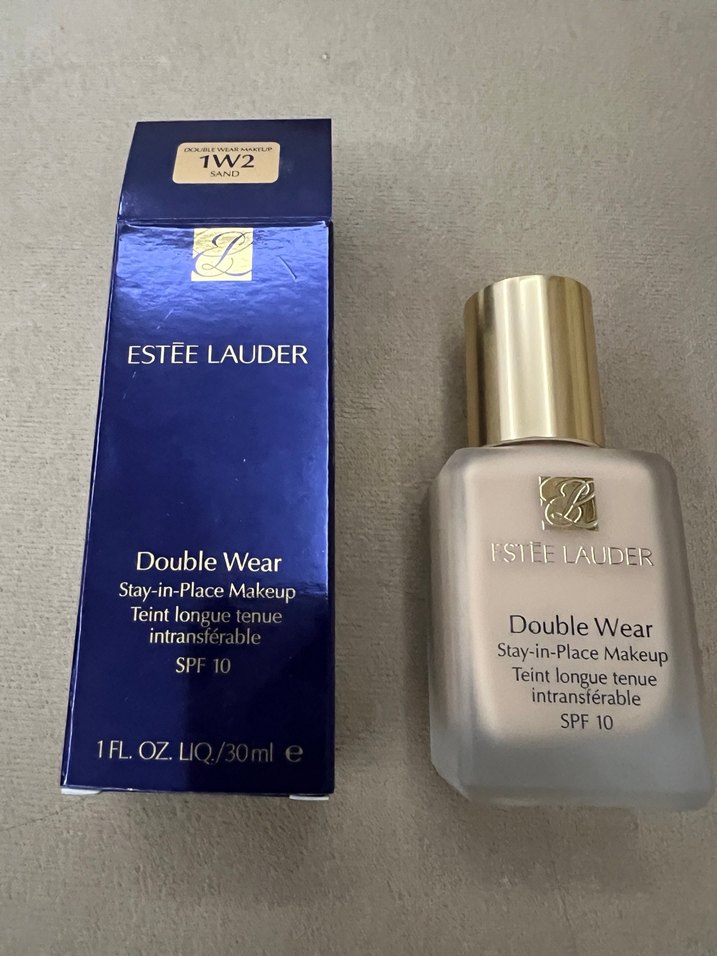 DOUBLE WEAR MAKEUP
1W2
SAND
ESTĒE LAUDER
Double Wear
Stay-in-Place Makeup
Teint longue tenue
intransférable
SPF 10
1 FL. OZ. LIQ./30 ml e
ESTĒE LAUDER
Double Wear
Stay-in-Place Makeup
Teint longue tenue
intransférable
SPF 10